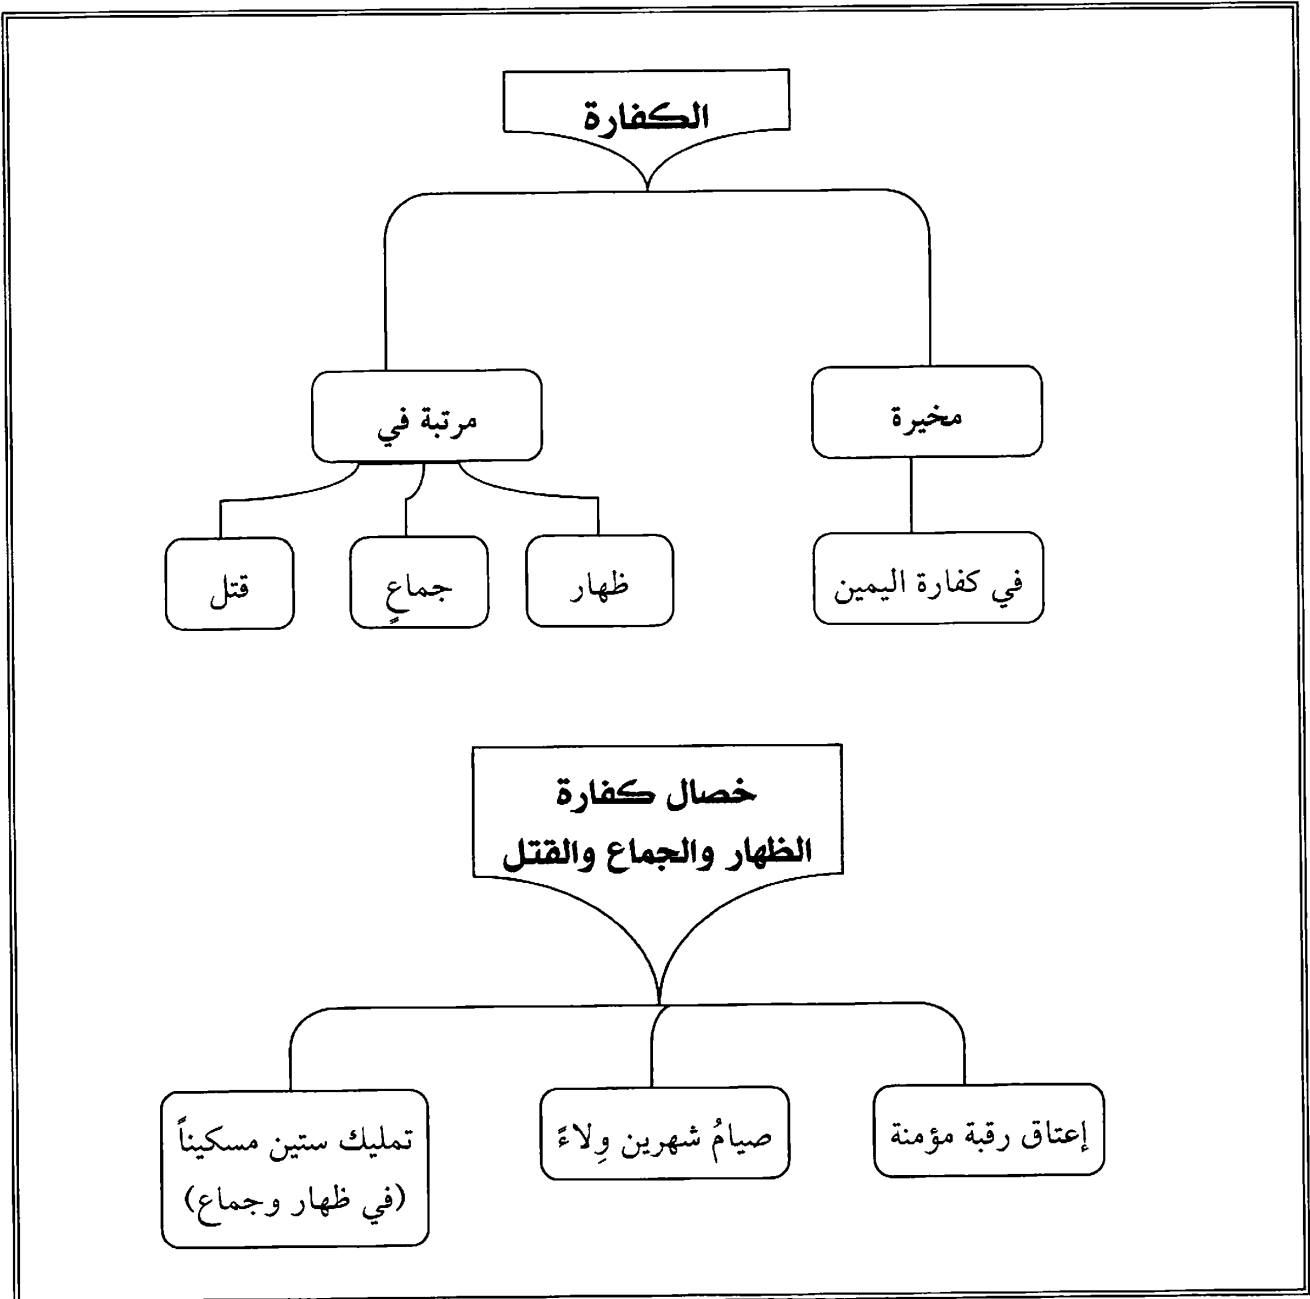 الكفارة
مخيرة
مرتبة في
في كفارة اليمين
ظهار
جماعٍ
قتل
خصال كفارة
الظهار والجماع والقتل
إعتاق رقبة مؤمنة
صيامُ شهرين وِلاءً
تمليك ستين مسكيناً
(في ظهار وجماع)